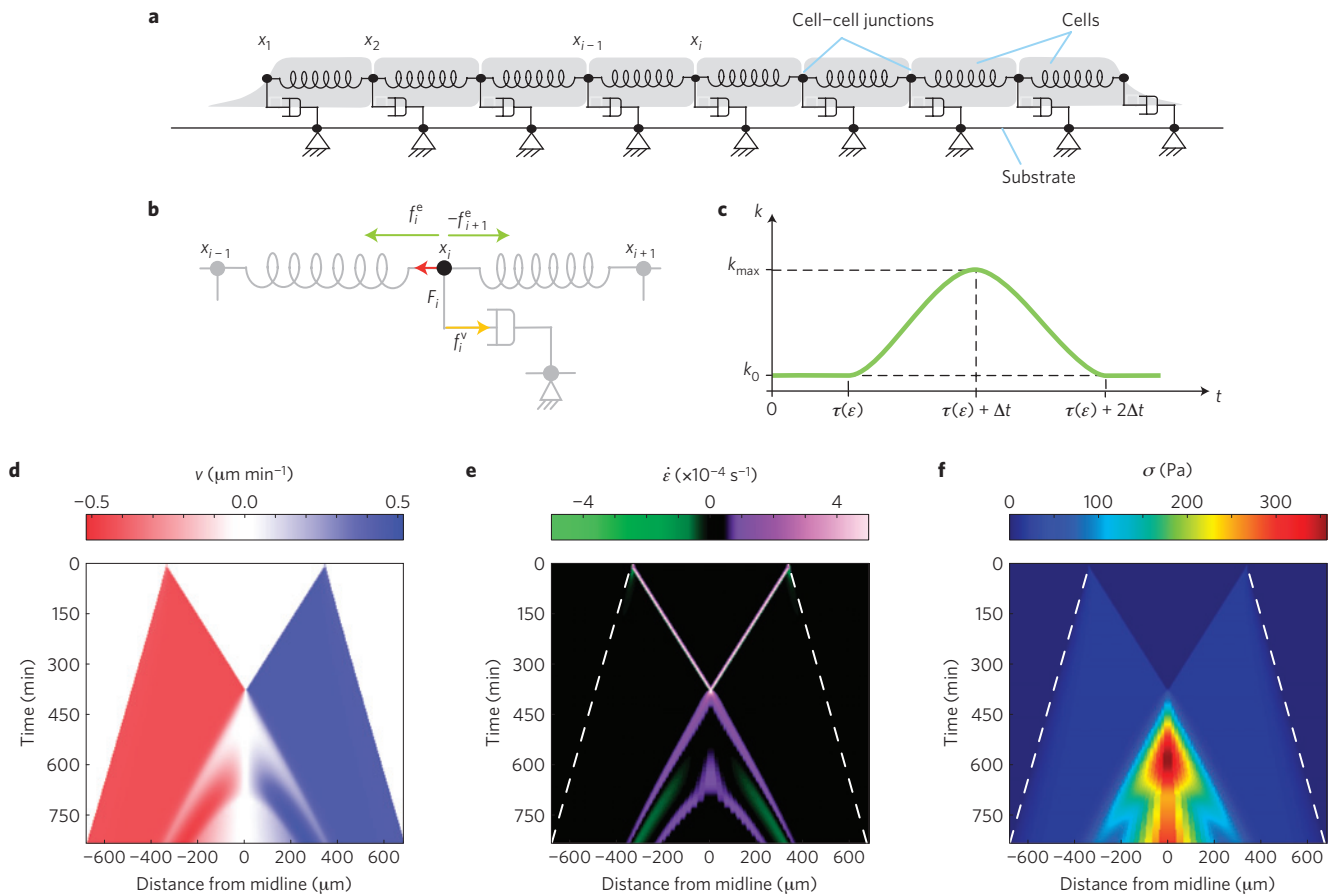 a
Cell–cell junctions
Cells
x1 x2 xi−1 xi
Substrate
b
f_i^e −f_{i+1}^e
xi−1 xi xi+1
Fi
f_i^v
c
k
kmax
k0
0 τ(ε) τ(ε) + Δt τ(ε) + 2Δt t
d
v (μm min−1)
−0.5 0.0 0.5
Time (min)
0
150
300
450
600
750
−600 −400 −200 0 200 400 600
Distance from midline (μm)
e
ε̇ (×10−4 s−1)
−4 0 4
Time (min)
0
150
300
450
600
750
−600 −400 −200 0 200 400 600
Distance from midline (μm)
f
σ (Pa)
0 100 200 300
Time (min)
0
150
300
450
600
750
−600 −400 −200 0 200 400 600
Distance from midline (μm)